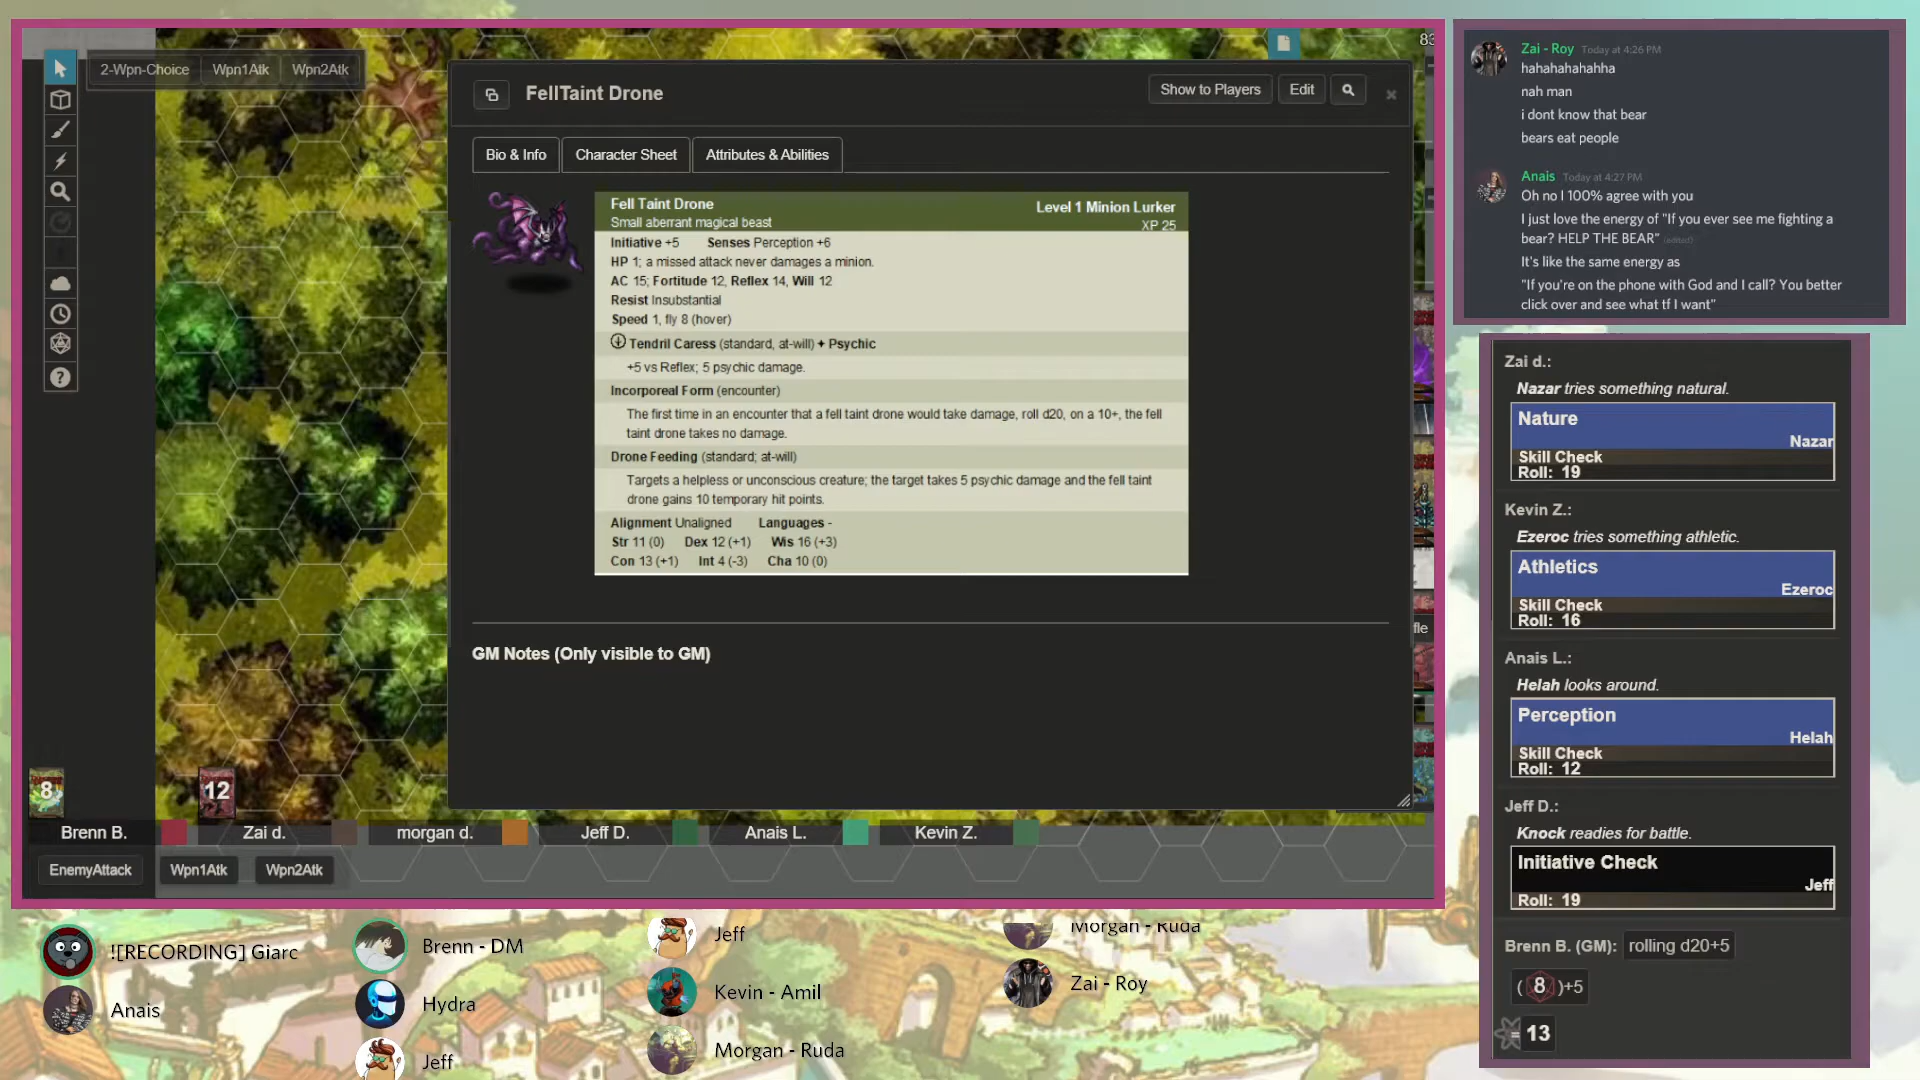 2-Wpn-Choice Wpn1Atk Wpn2Atk
83
FellTaint Drone
Show to Players Edit
Bio & Info Character Sheet Attributes & Abilities
Fell Taint Drone Level 1 Minion Lurker
Small aberrant magical beast XP 25
Initiative +5 Senses Perception +6
HP 1; a missed attack never damages a minion.
AC 15; Fortitude 12, Reflex 14, Will 12
Resist Insubstantial
Speed 1, fly 8 (hover)
Tendril Caress (standard, at-will) ✦ Psychic
+5 vs Reflex; 5 psychic damage.
Incorporeal Form (encounter)
The first time in an encounter that a fell taint drone would take damage, roll d20, on a 10+, the fell
taint drone takes no damage.
Drone Feeding (standard; at-will)
Targets a helpless or unconscious creature; the target takes 5 psychic damage and the fell taint
drone gains 10 temporary hit points.
Alignment Unaligned Languages -
Str 11 (0) Dex 12 (+1) Wis 16 (+3)
Con 13 (+1) Int 4 (-3) Cha 10 (0)
GM Notes (Only visible to GM)
fle
8 12
Brenn B. Zai d. morgan d. Jeff D. Anais L. Kevin Z.
EnemyAttack Wpn1Atk Wpn2Atk
Zai - Roy Today at 4:26 PM
hahahahahahha
nah man
i dont know that bear
bears eat people
Anais Today at 4:27 PM
Oh no I 100% agree with you
I just love the energy of "If you ever see me fighting a
bear? HELP THE BEAR" (edited)
It's like the same energy as
"If you're on the phone with God and I call? You better
click over and see what tf I want"
Zai d.:
Nazar tries something natural.
Nature
Nazar
Skill Check
Roll: 19
Kevin Z.:
Ezeroc tries something athletic.
Athletics
Ezeroc
Skill Check
Roll: 16
Anais L.:
Helah looks around.
Perception
Helah
Skill Check
Roll: 12
Jeff D.:
Knock readies for battle.
Initiative Check
Jeff
Roll: 19
Brenn B. (GM): rolling d20+5
(8)+5
=13
![RECORDING] Giarc
Anais
Brenn - DM
Hydra
Jeff
Jeff
Kevin - Amil
Morgan - Ruda
Morgan - Ruda
Zai - Roy